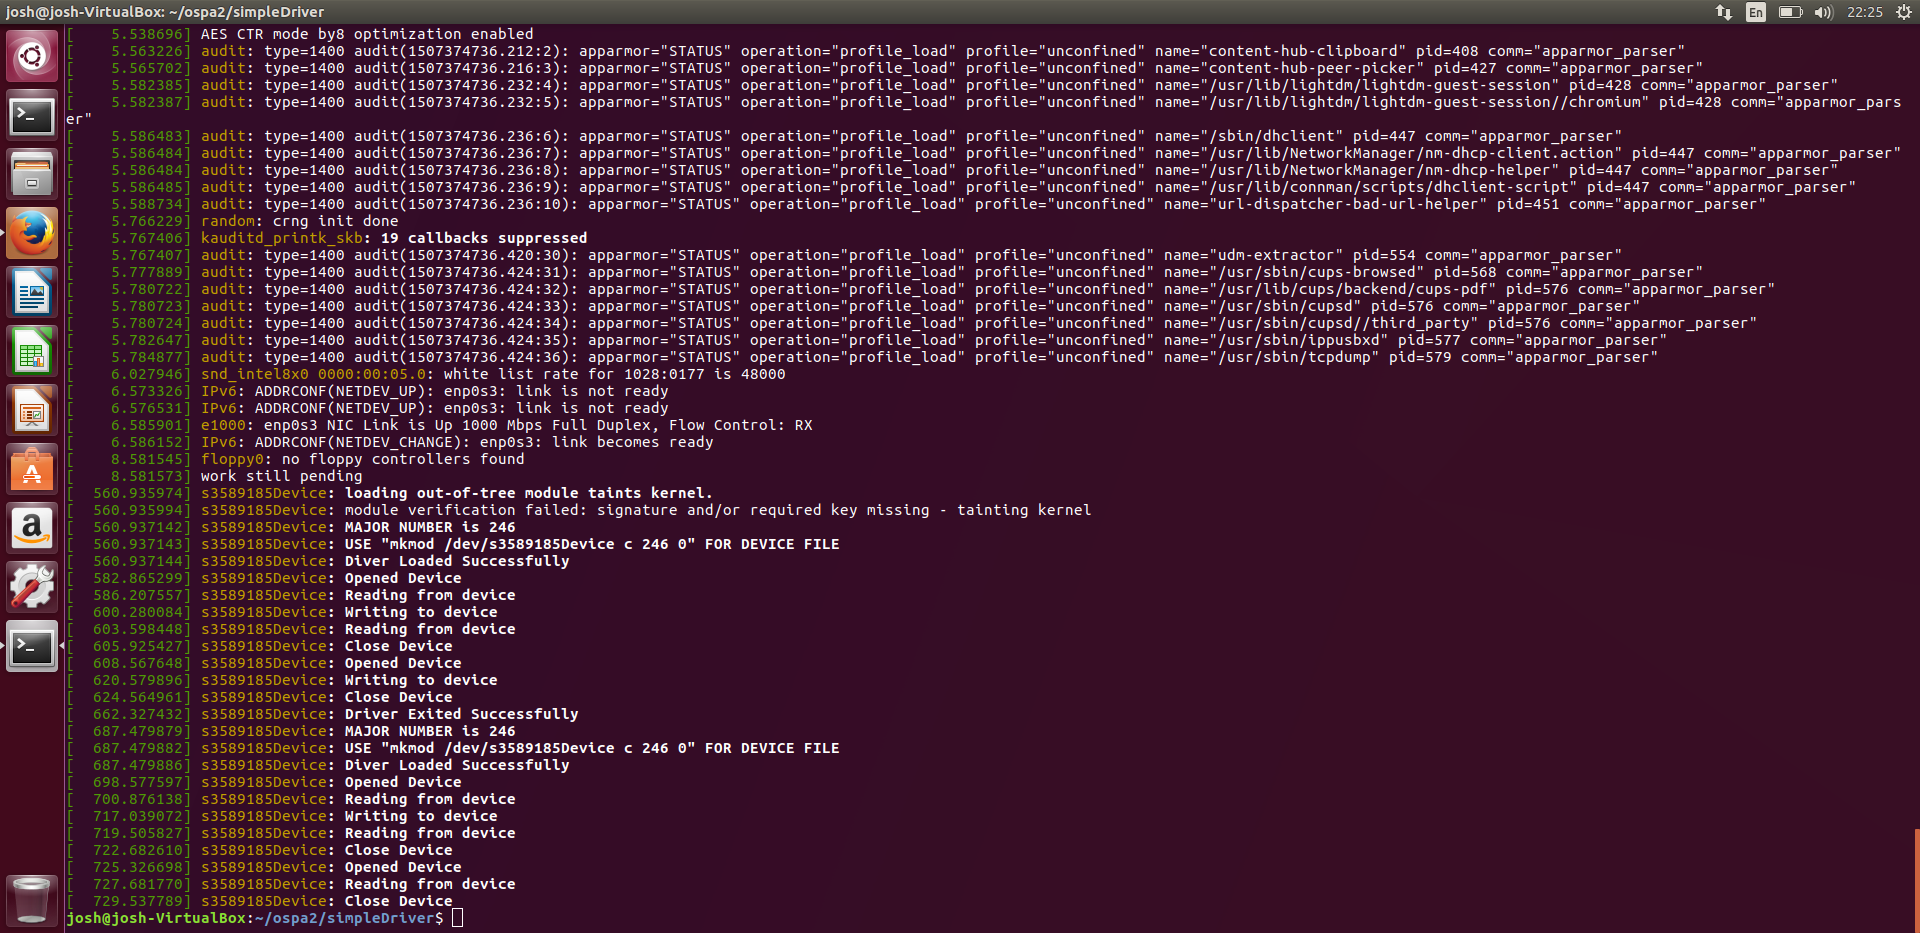 josh@josh-VirtualBox: ~/ospa2/simpleDriver En 22:25
[    5.538696] AES CTR mode by8 optimization enabled
[    5.563226] audit: type=1400 audit(1507374736.212:2): apparmor="STATUS" operation="profile_load" profile="unconfined" name="content-hub-clipboard" pid=408 comm="apparmor_parser"
[    5.565702] audit: type=1400 audit(1507374736.216:3): apparmor="STATUS" operation="profile_load" profile="unconfined" name="content-hub-peer-picker" pid=427 comm="apparmor_parser"
[    5.582385] audit: type=1400 audit(1507374736.232:4): apparmor="STATUS" operation="profile_load" profile="unconfined" name="/usr/lib/lightdm/lightdm-guest-session" pid=428 comm="apparmor_parser"
[    5.582387] audit: type=1400 audit(1507374736.232:5): apparmor="STATUS" operation="profile_load" profile="unconfined" name="/usr/lib/lightdm/lightdm-guest-session//chromium" pid=428 comm="apparmor_pars
er"
[    5.586483] audit: type=1400 audit(1507374736.236:6): apparmor="STATUS" operation="profile_load" profile="unconfined" name="/sbin/dhclient" pid=447 comm="apparmor_parser"
[    5.586484] audit: type=1400 audit(1507374736.236:7): apparmor="STATUS" operation="profile_load" profile="unconfined" name="/usr/lib/NetworkManager/nm-dhcp-client.action" pid=447 comm="apparmor_parser"
[    5.586484] audit: type=1400 audit(1507374736.236:8): apparmor="STATUS" operation="profile_load" profile="unconfined" name="/usr/lib/NetworkManager/nm-dhcp-helper" pid=447 comm="apparmor_parser"
[    5.586485] audit: type=1400 audit(1507374736.236:9): apparmor="STATUS" operation="profile_load" profile="unconfined" name="/usr/lib/connman/scripts/dhclient-script" pid=447 comm="apparmor_parser"
[    5.588734] audit: type=1400 audit(1507374736.236:10): apparmor="STATUS" operation="profile_load" profile="unconfined" name="url-dispatcher-bad-url-helper" pid=451 comm="apparmor_parser"
[    5.766229] random: crng init done
[    5.767406] kauditd_printk_skb: 19 callbacks suppressed
[    5.767407] audit: type=1400 audit(1507374736.420:30): apparmor="STATUS" operation="profile_load" profile="unconfined" name="udm-extractor" pid=554 comm="apparmor_parser"
[    5.777889] audit: type=1400 audit(1507374736.424:31): apparmor="STATUS" operation="profile_load" profile="unconfined" name="/usr/sbin/cups-browsed" pid=568 comm="apparmor_parser"
[    5.780722] audit: type=1400 audit(1507374736.424:32): apparmor="STATUS" operation="profile_load" profile="unconfined" name="/usr/lib/cups/backend/cups-pdf" pid=576 comm="apparmor_parser"
[    5.780723] audit: type=1400 audit(1507374736.424:33): apparmor="STATUS" operation="profile_load" profile="unconfined" name="/usr/sbin/cupsd" pid=576 comm="apparmor_parser"
[    5.780724] audit: type=1400 audit(1507374736.424:34): apparmor="STATUS" operation="profile_load" profile="unconfined" name="/usr/sbin/cupsd//third_party" pid=576 comm="apparmor_parser"
[    5.782647] audit: type=1400 audit(1507374736.424:35): apparmor="STATUS" operation="profile_load" profile="unconfined" name="/usr/sbin/ippusbxd" pid=577 comm="apparmor_parser"
[    5.784877] audit: type=1400 audit(1507374736.424:36): apparmor="STATUS" operation="profile_load" profile="unconfined" name="/usr/sbin/tcpdump" pid=579 comm="apparmor_parser"
[    6.027946] snd_intel8x0 0000:00:05.0: white list rate for 1028:0177 is 48000
[    6.573326] IPv6: ADDRCONF(NETDEV_UP): enp0s3: link is not ready
[    6.576531] IPv6: ADDRCONF(NETDEV_UP): enp0s3: link is not ready
[    6.585901] e1000: enp0s3 NIC Link is Up 1000 Mbps Full Duplex, Flow Control: RX
[    6.586152] IPv6: ADDRCONF(NETDEV_CHANGE): enp0s3: link becomes ready
[    8.581545] floppy0: no floppy controllers found
[    8.581573] work still pending
[  560.935974] s3589185Device: loading out-of-tree module taints kernel.
[  560.935994] s3589185Device: module verification failed: signature and/or required key missing - tainting kernel
[  560.937142] s3589185Device: MAJOR NUMBER is 246
[  560.937143] s3589185Device: USE "mkmod /dev/s3589185Device c 246 0" FOR DEVICE FILE
[  560.937144] s3589185Device: Diver Loaded Successfully
[  582.865299] s3589185Device: Opened Device
[  586.207557] s3589185Device: Reading from device
[  600.280084] s3589185Device: Writing to device
[  603.598448] s3589185Device: Reading from device
[  605.925427] s3589185Device: Close Device
[  608.567648] s3589185Device: Opened Device
[  620.579896] s3589185Device: Writing to device
[  624.564961] s3589185Device: Close Device
[  662.327432] s3589185Device: Driver Exited Successfully
[  687.479879] s3589185Device: MAJOR NUMBER is 246
[  687.479882] s3589185Device: USE "mkmod /dev/s3589185Device c 246 0" FOR DEVICE FILE
[  687.479886] s3589185Device: Diver Loaded Successfully
[  698.577597] s3589185Device: Opened Device
[  700.876138] s3589185Device: Reading from device
[  717.039072] s3589185Device: Writing to device
[  719.505827] s3589185Device: Reading from device
[  722.682610] s3589185Device: Close Device
[  725.326698] s3589185Device: Opened Device
[  727.681770] s3589185Device: Reading from device
[  729.537789] s3589185Device: Close Device
josh@josh-VirtualBox:~/ospa2/simpleDriver$